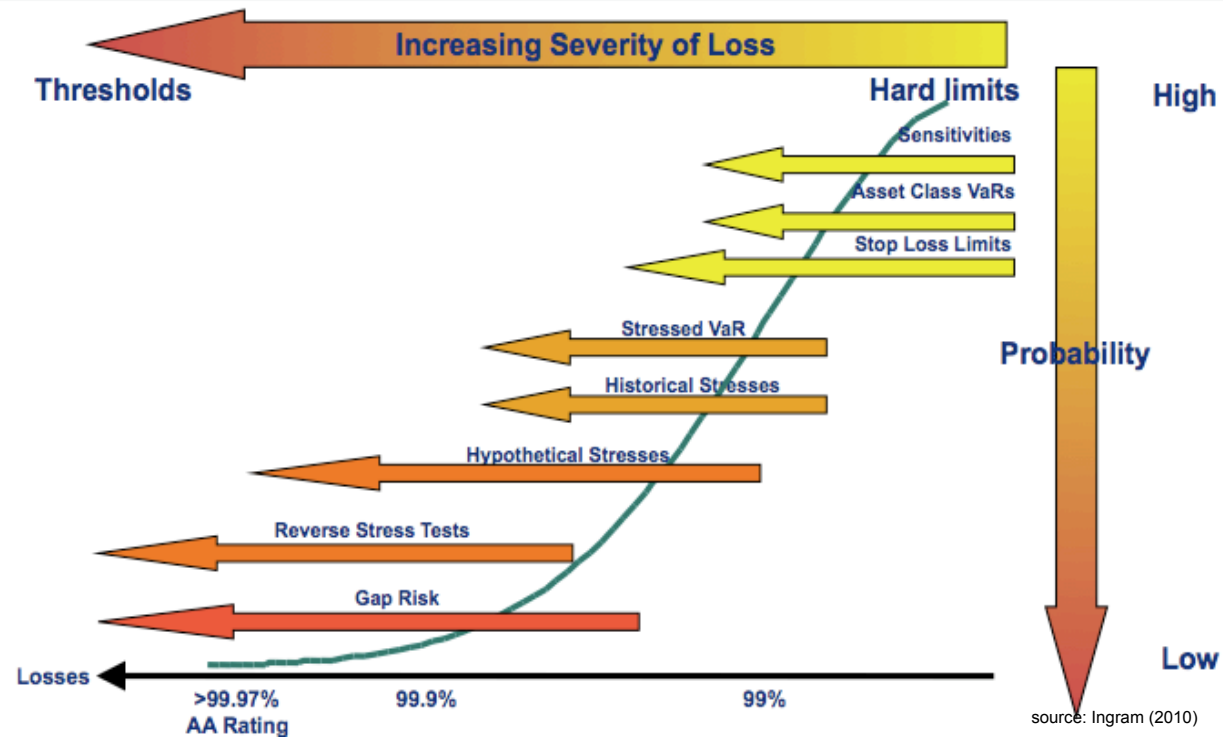 Increasing Severity of Loss
Thresholds
Hard limits
High
Sensitivities
Asset Class VaRs
Stop Loss Limits
Stressed VaR
Probability
Historical Stresses
Hypothetical Stresses
Reverse Stress Tests
Gap Risk
Low
Losses
>99.97%
99.9%
99%
AA Rating
source: Ingram (2010)